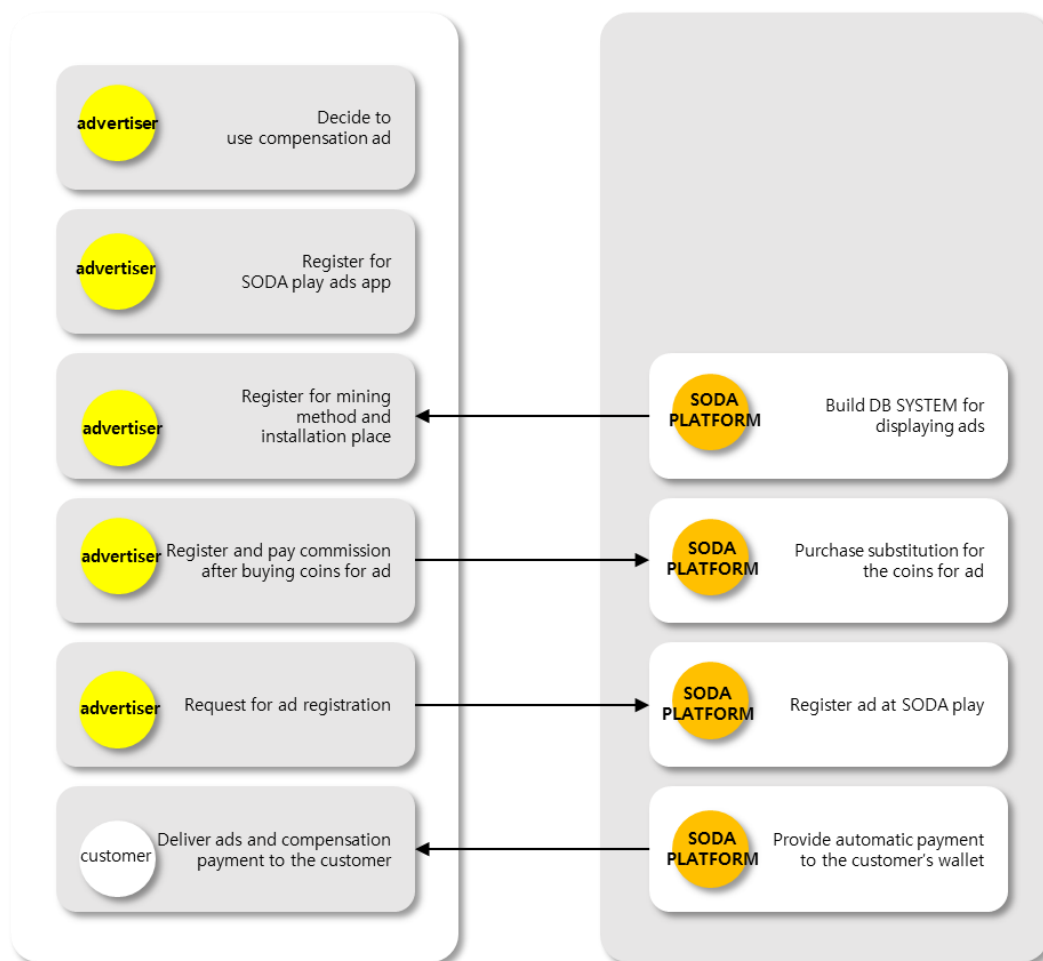 advertiser
Decide to
use compensation ad
advertiser
Register for
SODA play ads app
advertiser
Register for mining
method and
installation place
SODA
PLATFORM
Build DB SYSTEM for
displaying ads
advertiser
Register and pay commission
after buying coins for ad
SODA
PLATFORM
Purchase substitution for
the coins for ad
advertiser
Request for ad registration
SODA
PLATFORM
Register ad at SODA play
customer
Deliver ads and compensation
payment to the customer
SODA
PLATFORM
Provide automatic payment
to the customer's wallet